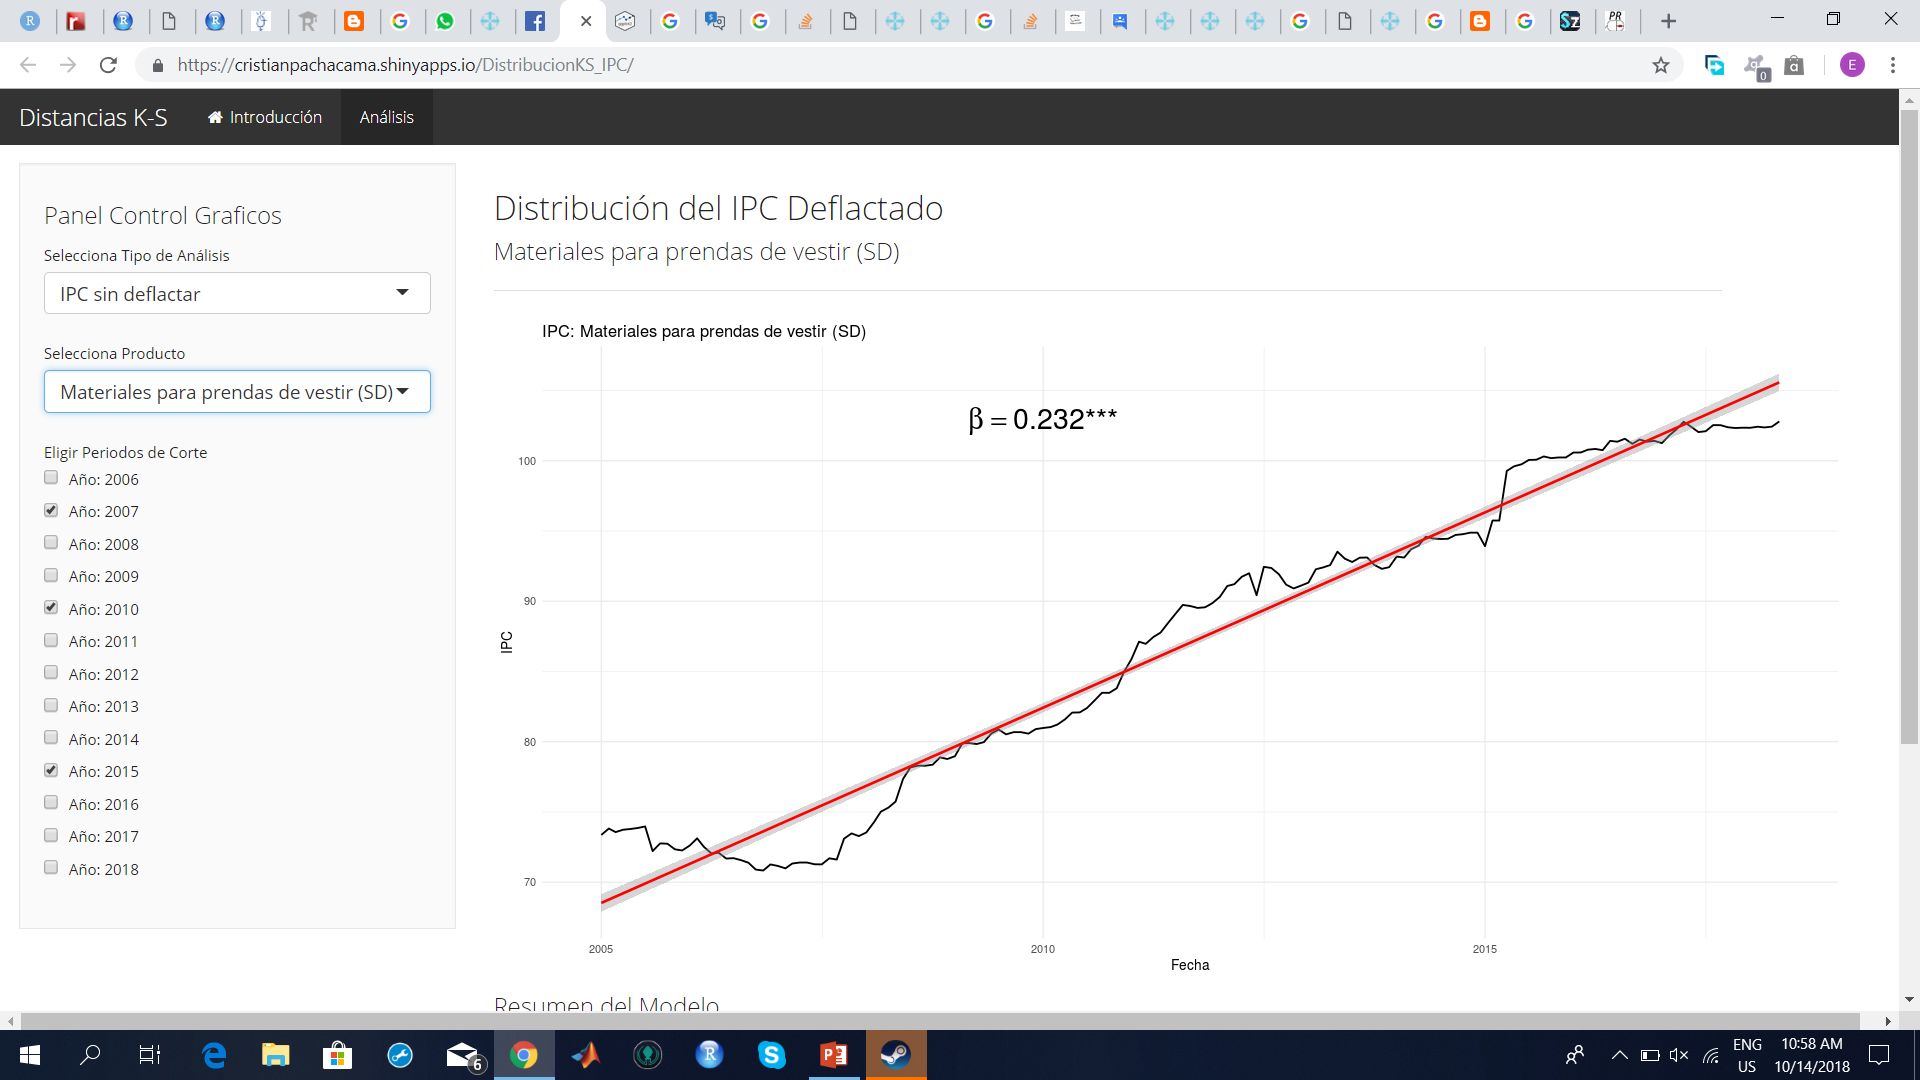 https://cristianpachacama.shinyapps.io/DistribucionKS_IPC/
0
E
Distancias K-S
Introducción
Análisis
Panel Control Graficos
Selecciona Tipo de Análisis
IPC sin deflactar
Selecciona Producto
Materiales para prendas de vestir (SD)
Eligir Periodos de Corte
Año: 2006
Año: 2007
Año: 2008
Año: 2009
Año: 2010
Año: 2011
Año: 2012
Año: 2013
Año: 2014
Año: 2015
Año: 2016
Año: 2017
Año: 2018
Distribución del IPC Deflactado
Materiales para prendas de vestir (SD)
IPC: Materiales para prendas de vestir (SD)
β = 0.232***
100
90
80
70
IPC
2005
2010
2015
Fecha
Resumen del Modelo
6
ENG
US
10:58 AM
10/14/2018